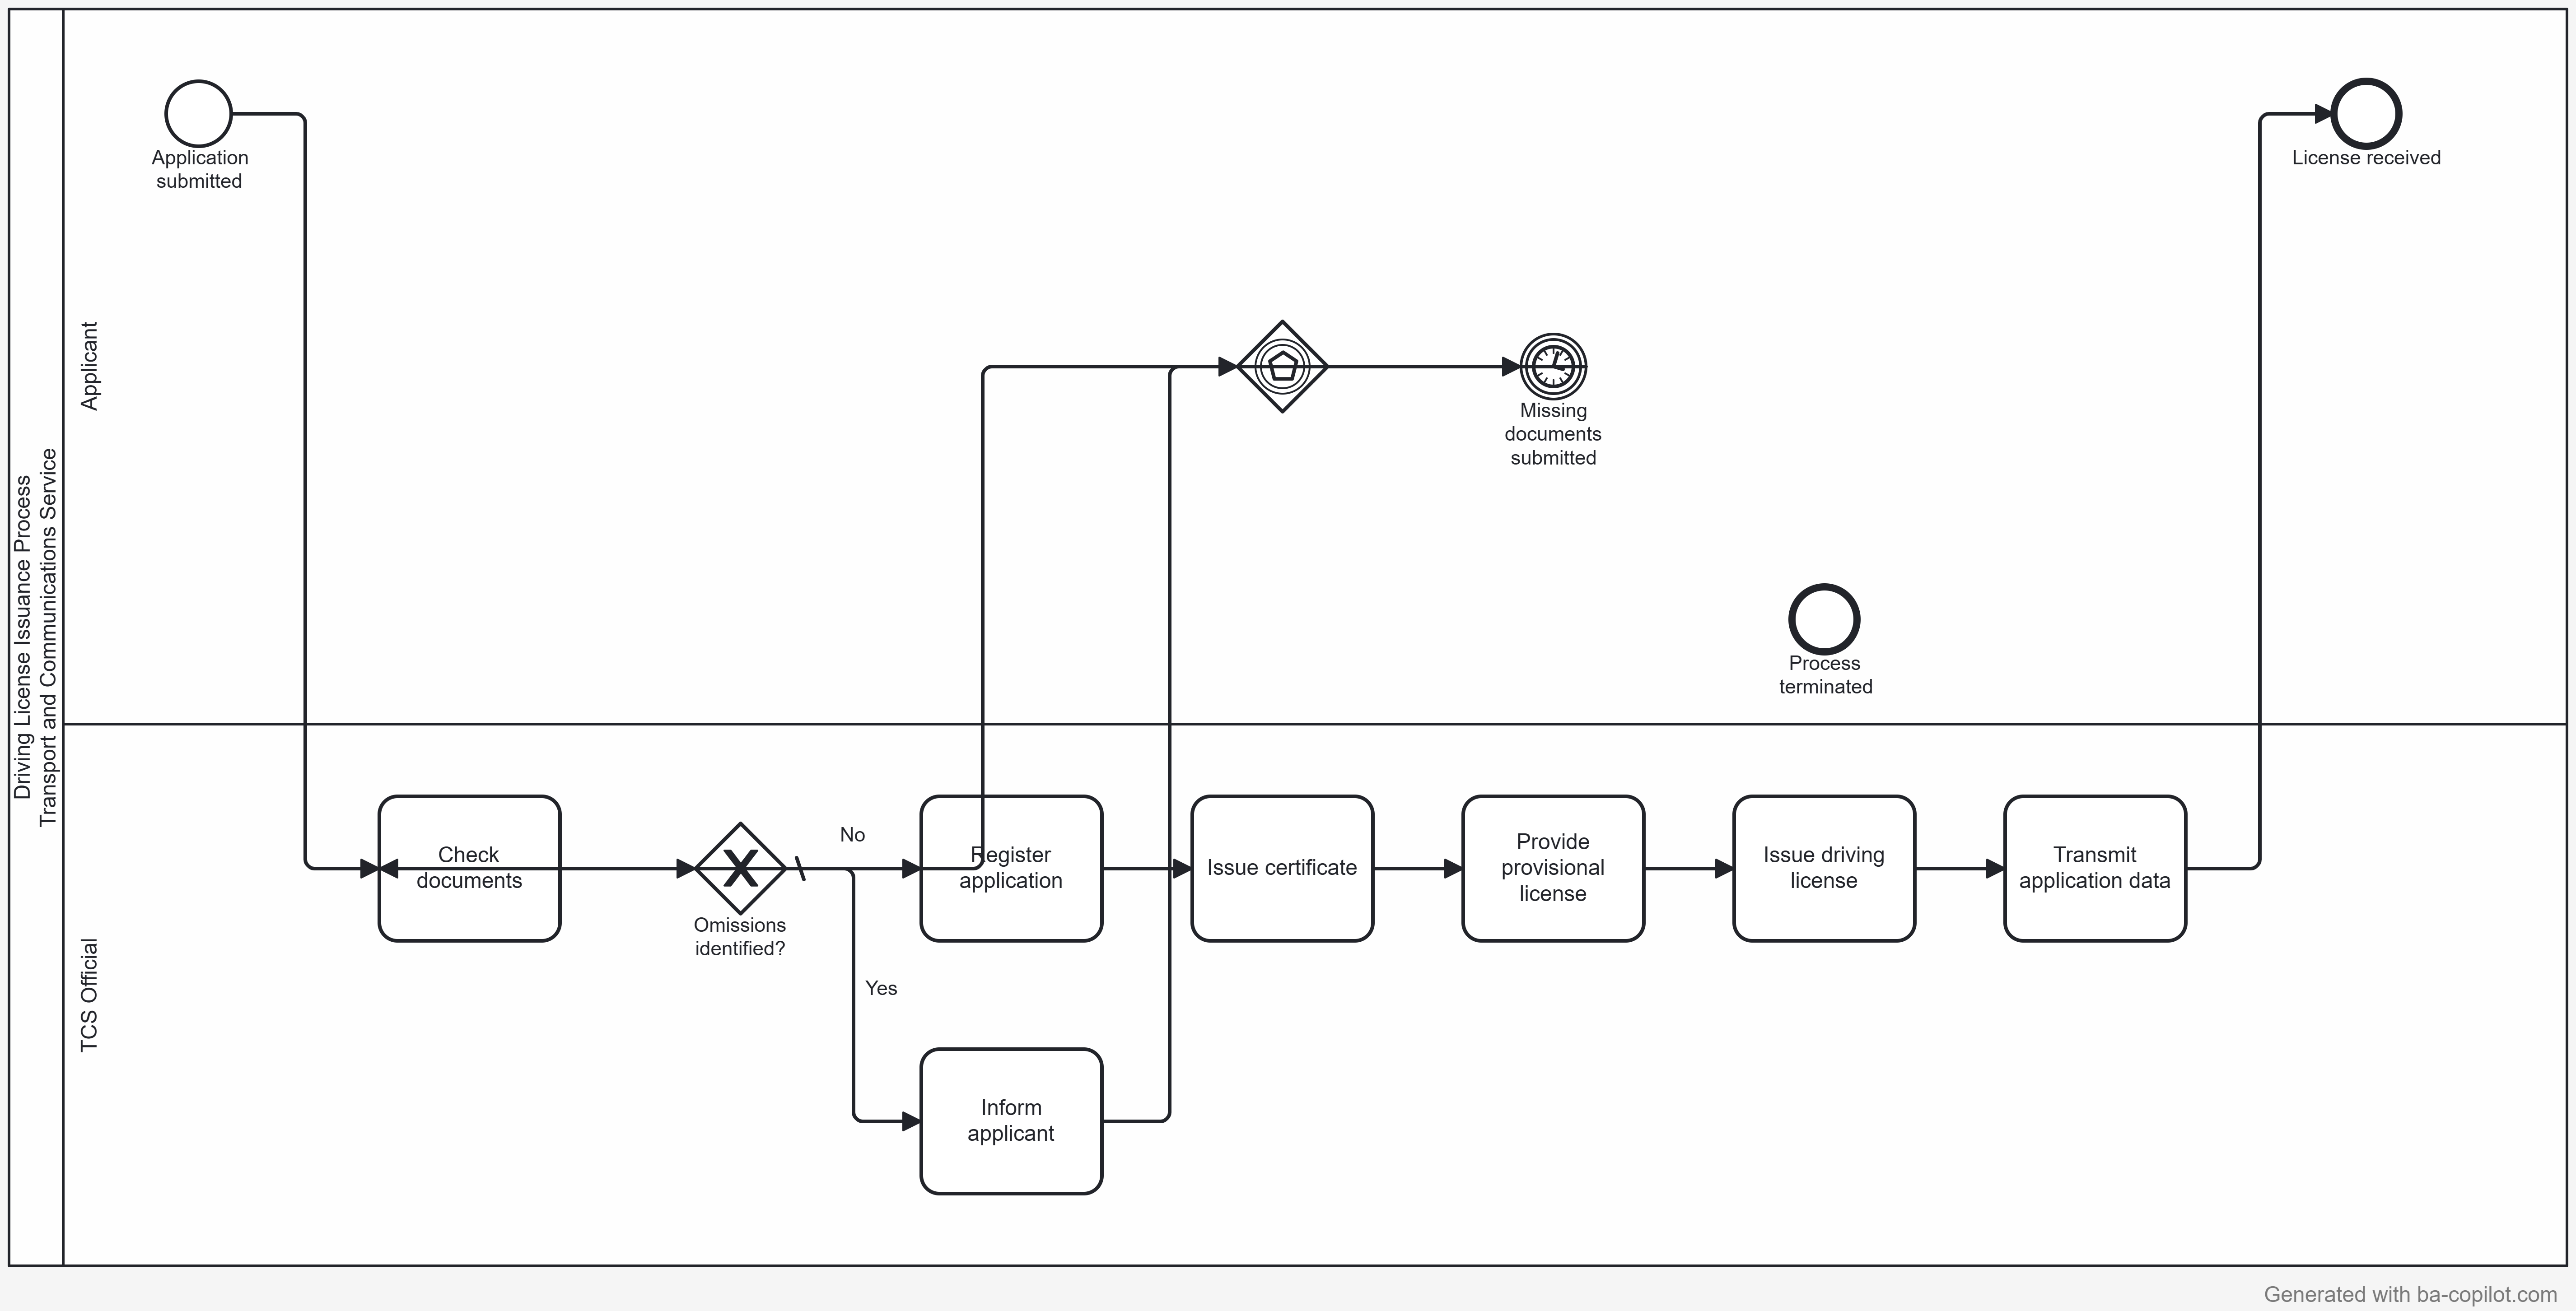 Driving License Issuance Process
Transport and Communications Service
Applicant
Application
submitted
License received
Missing
documents
submitted
Process
terminated
TCS Official
Check
documents
Omissions
identified?
No
Yes
Register
application
Inform
applicant
Issue certificate
Provide
provisional
license
Issue driving
license
Transmit
application data
Generated with ba-copilot.com